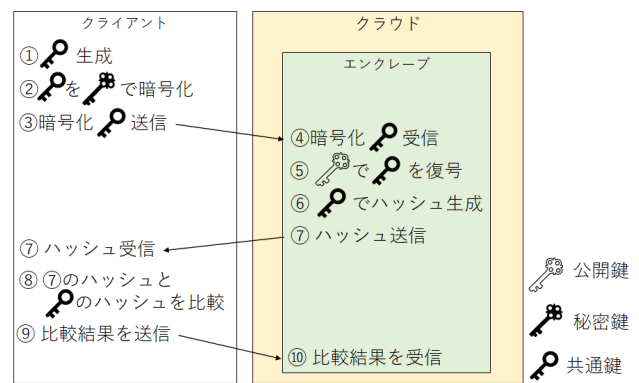 クライアント
① 生成
② を で暗号化
③暗号化 送信
⑦ ハッシュ受信
⑧ ⑦のハッシュと
のハッシュを比較
⑨ 比較結果を送信
クラウド
エンクレーブ
④暗号化 受信
⑤ で を復号
⑥ でハッシュ生成
⑦ ハッシュ送信
⑩ 比較結果を受信
公開鍵
秘密鍵
共通鍵